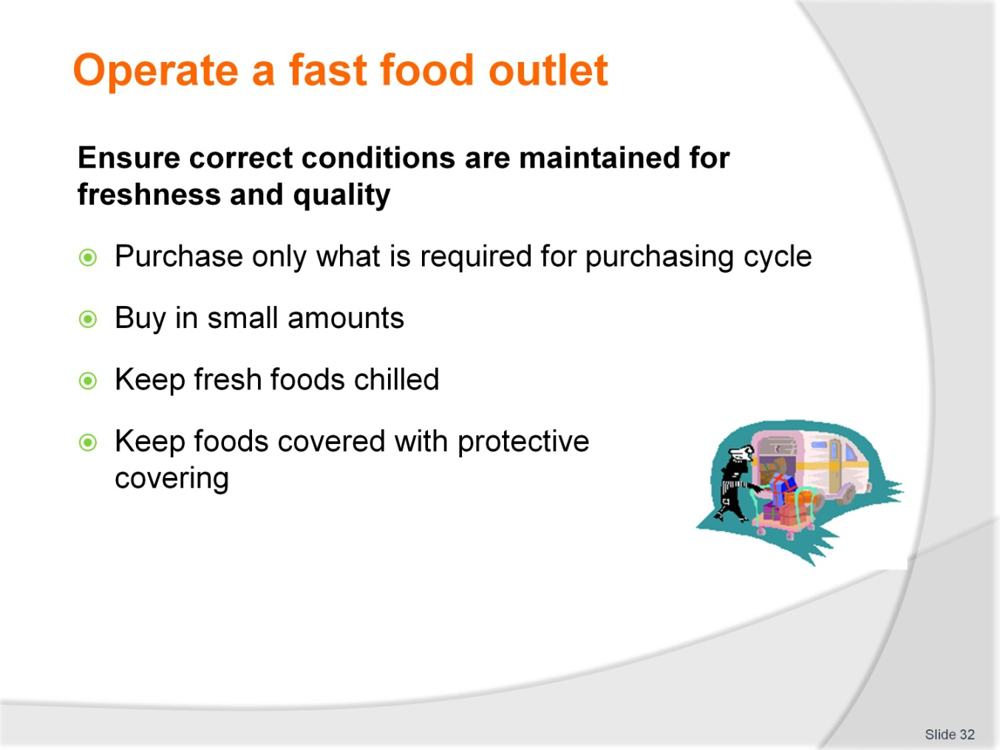 Operate a fast food outlet
Ensure correct conditions are maintained for
freshness and quality
Purchase only what is required for purchasing cycle
Buy in small amounts
Keep fresh foods chilled
Keep foods covered with protective
covering
Slide 32